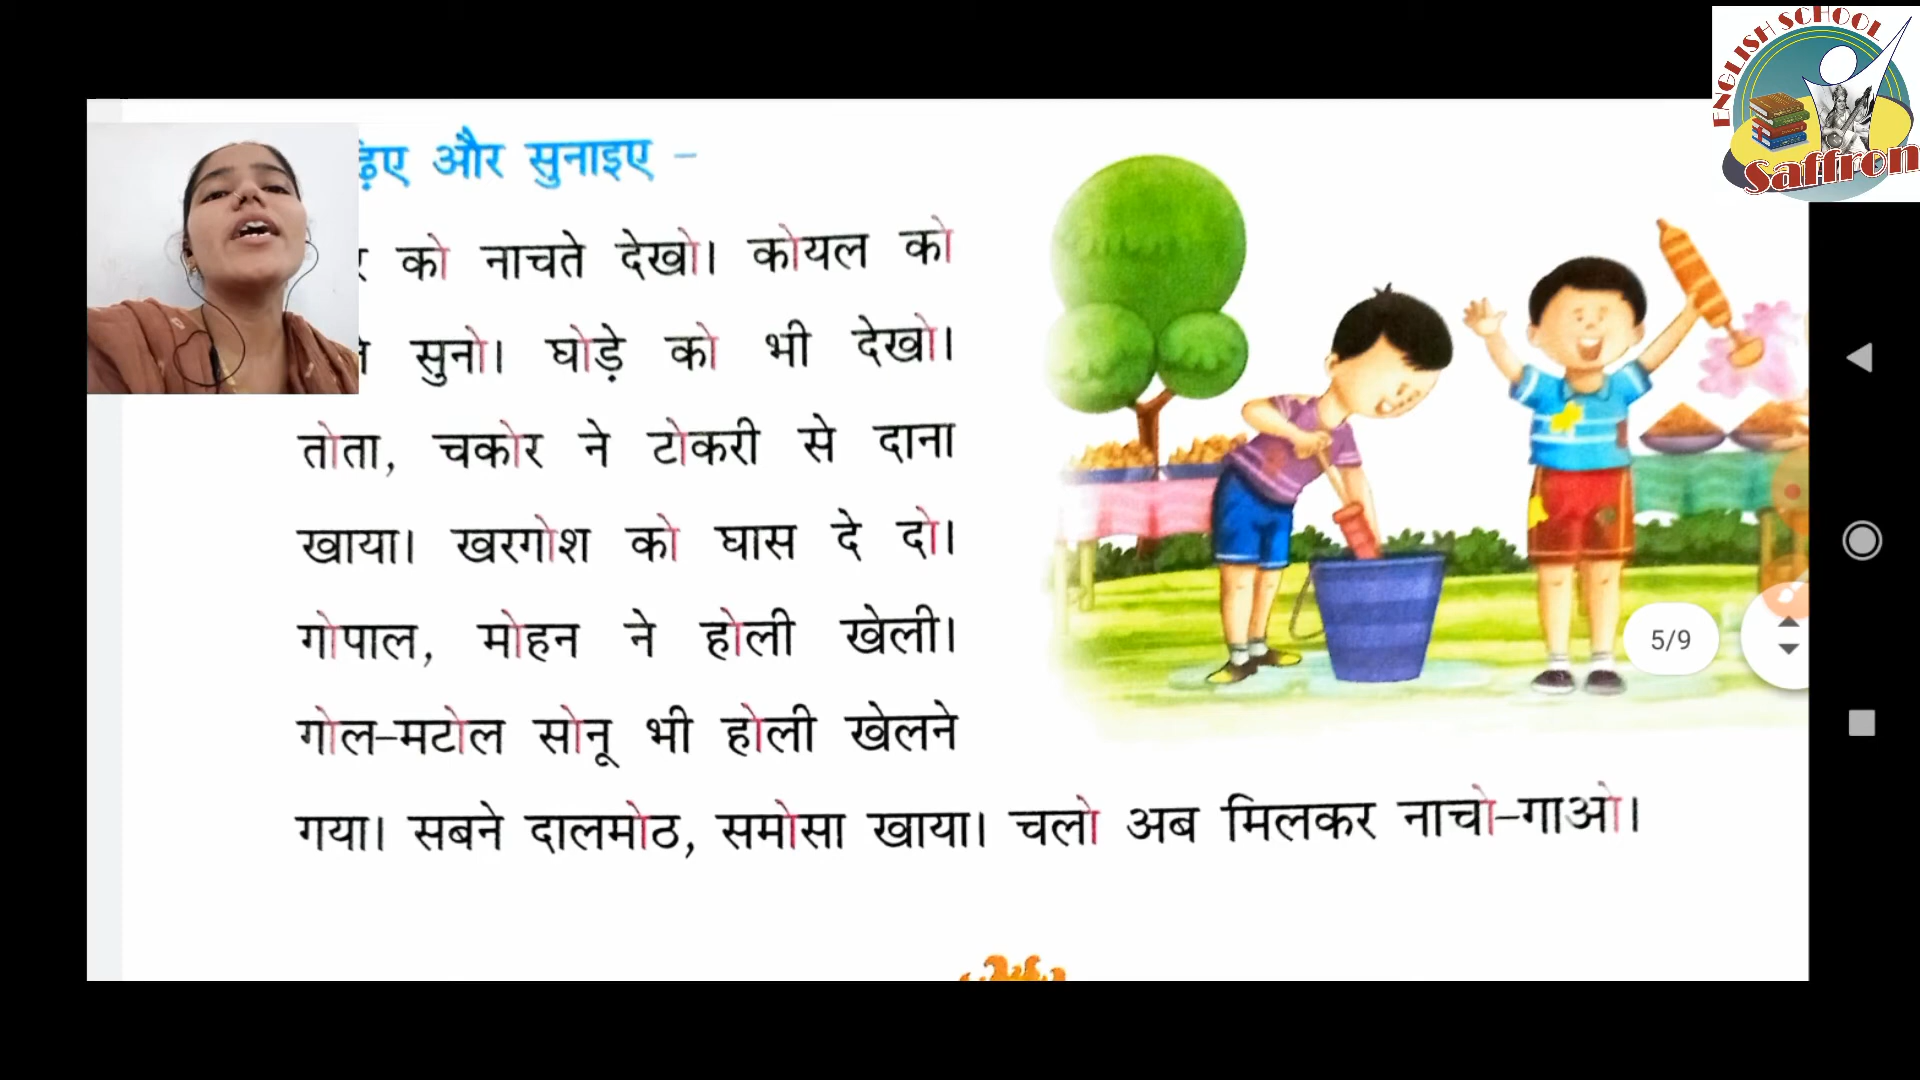 ENGLISH SCHOOL
Saffron
और सुनाइए –
को नाचते देखो। कोयल को
सुनो। घोड़े को भी देखो।
तोता, चकोर ने टोकरी से दाना
खाया। खरगोश को घास दे दो।
गोपाल, मोहन ने होली खेली।
गोल-मटोल सोनू भी होली खेलने
गया। सबने दालमोठ, समोसा खाया। चलो अब मिलकर नाचो-गाओ।
5/9